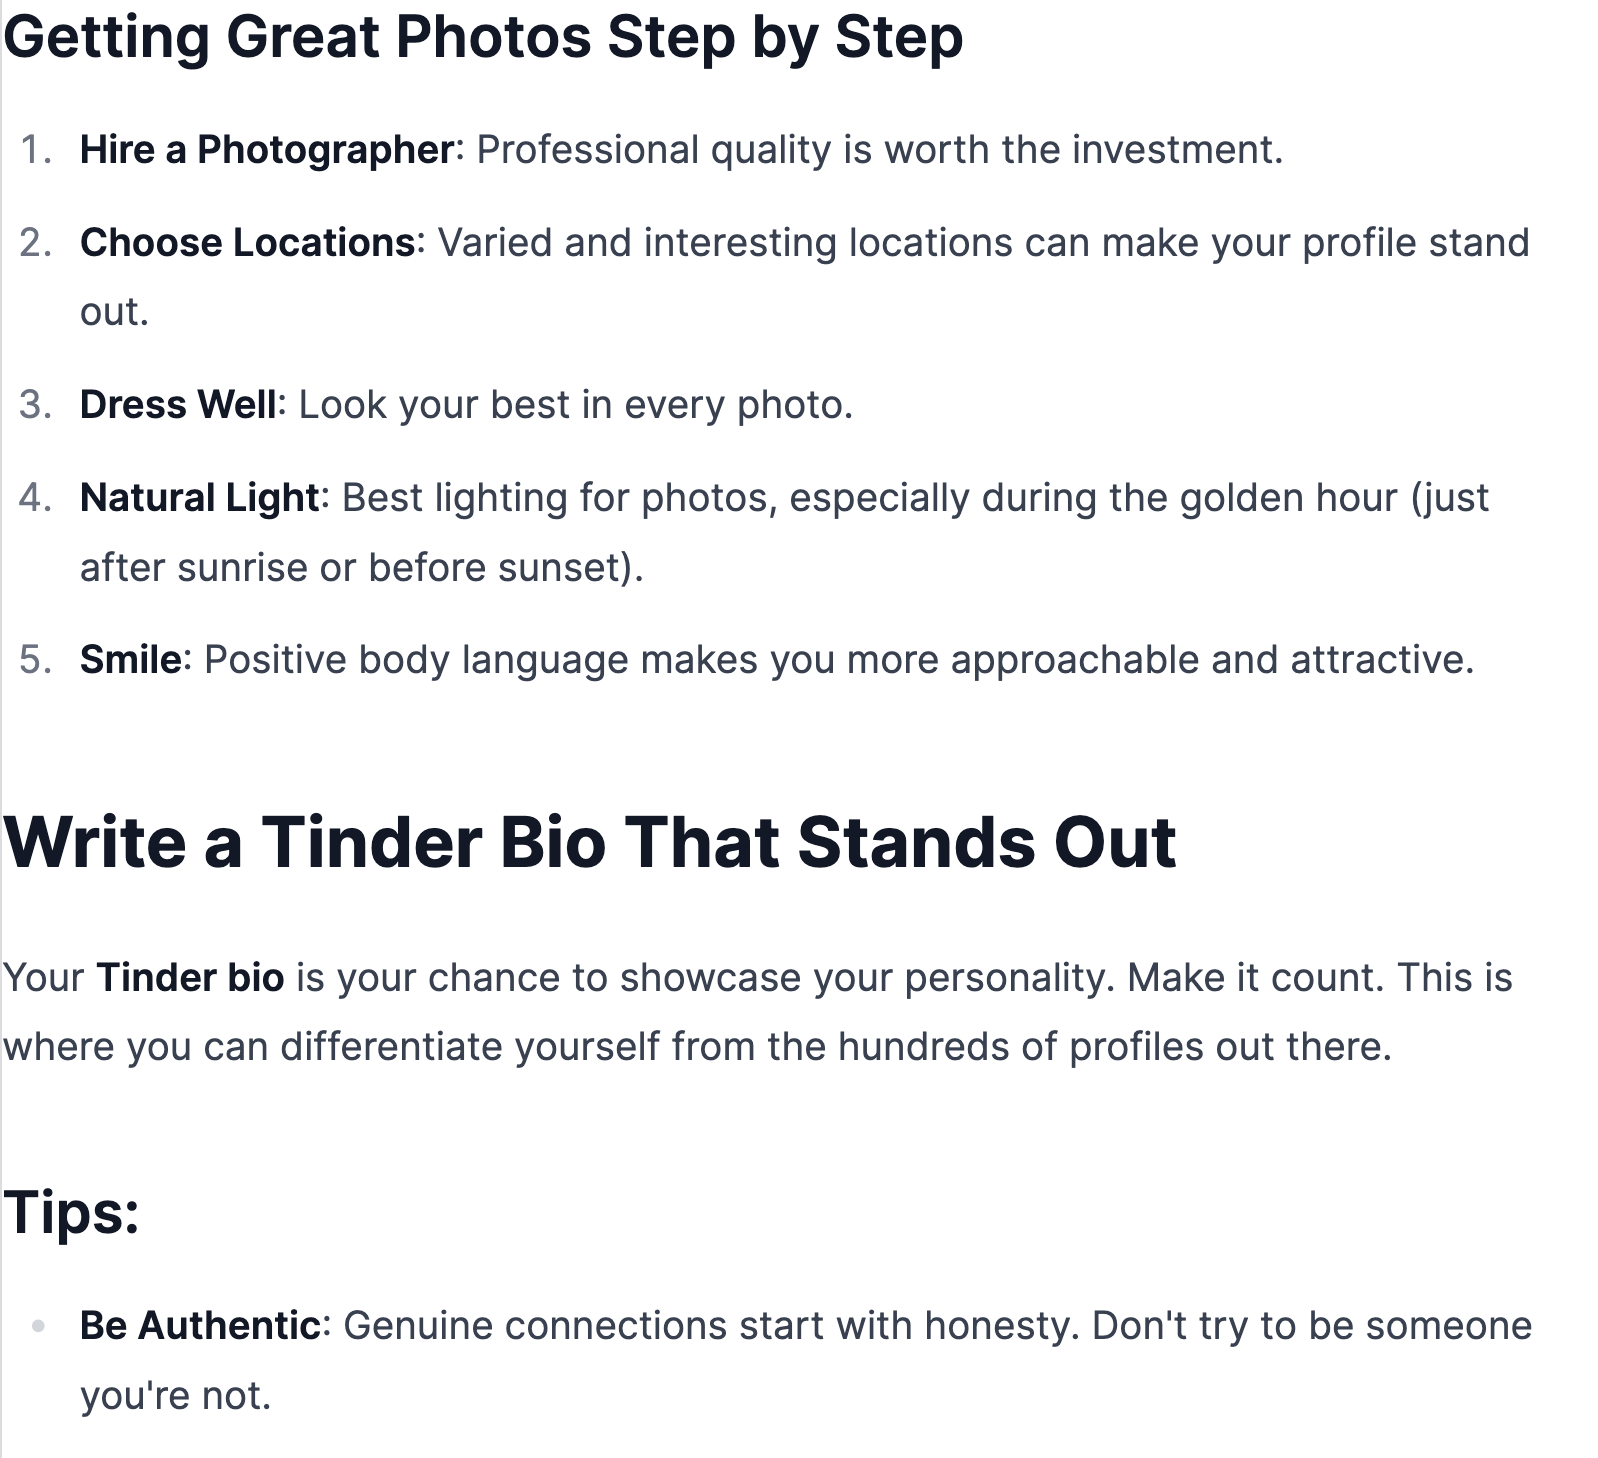 Getting Great Photos Step by Step
1. Hire a Photographer: Professional quality is worth the investment.
2. Choose Locations: Varied and interesting locations can make your profile stand
out.
3. Dress Well: Look your best in every photo.
4. Natural Light: Best lighting for photos, especially during the golden hour (just
after sunrise or before sunset).
5. Smile: Positive body language makes you more approachable and attractive.
Write a Tinder Bio That Stands Out
Your Tinder bio is your chance to showcase your personality. Make it count. This is
where you can differentiate yourself from the hundreds of profiles out there.
Tips:
• Be Authentic: Genuine connections start with honesty. Don't try to be someone
you're not.